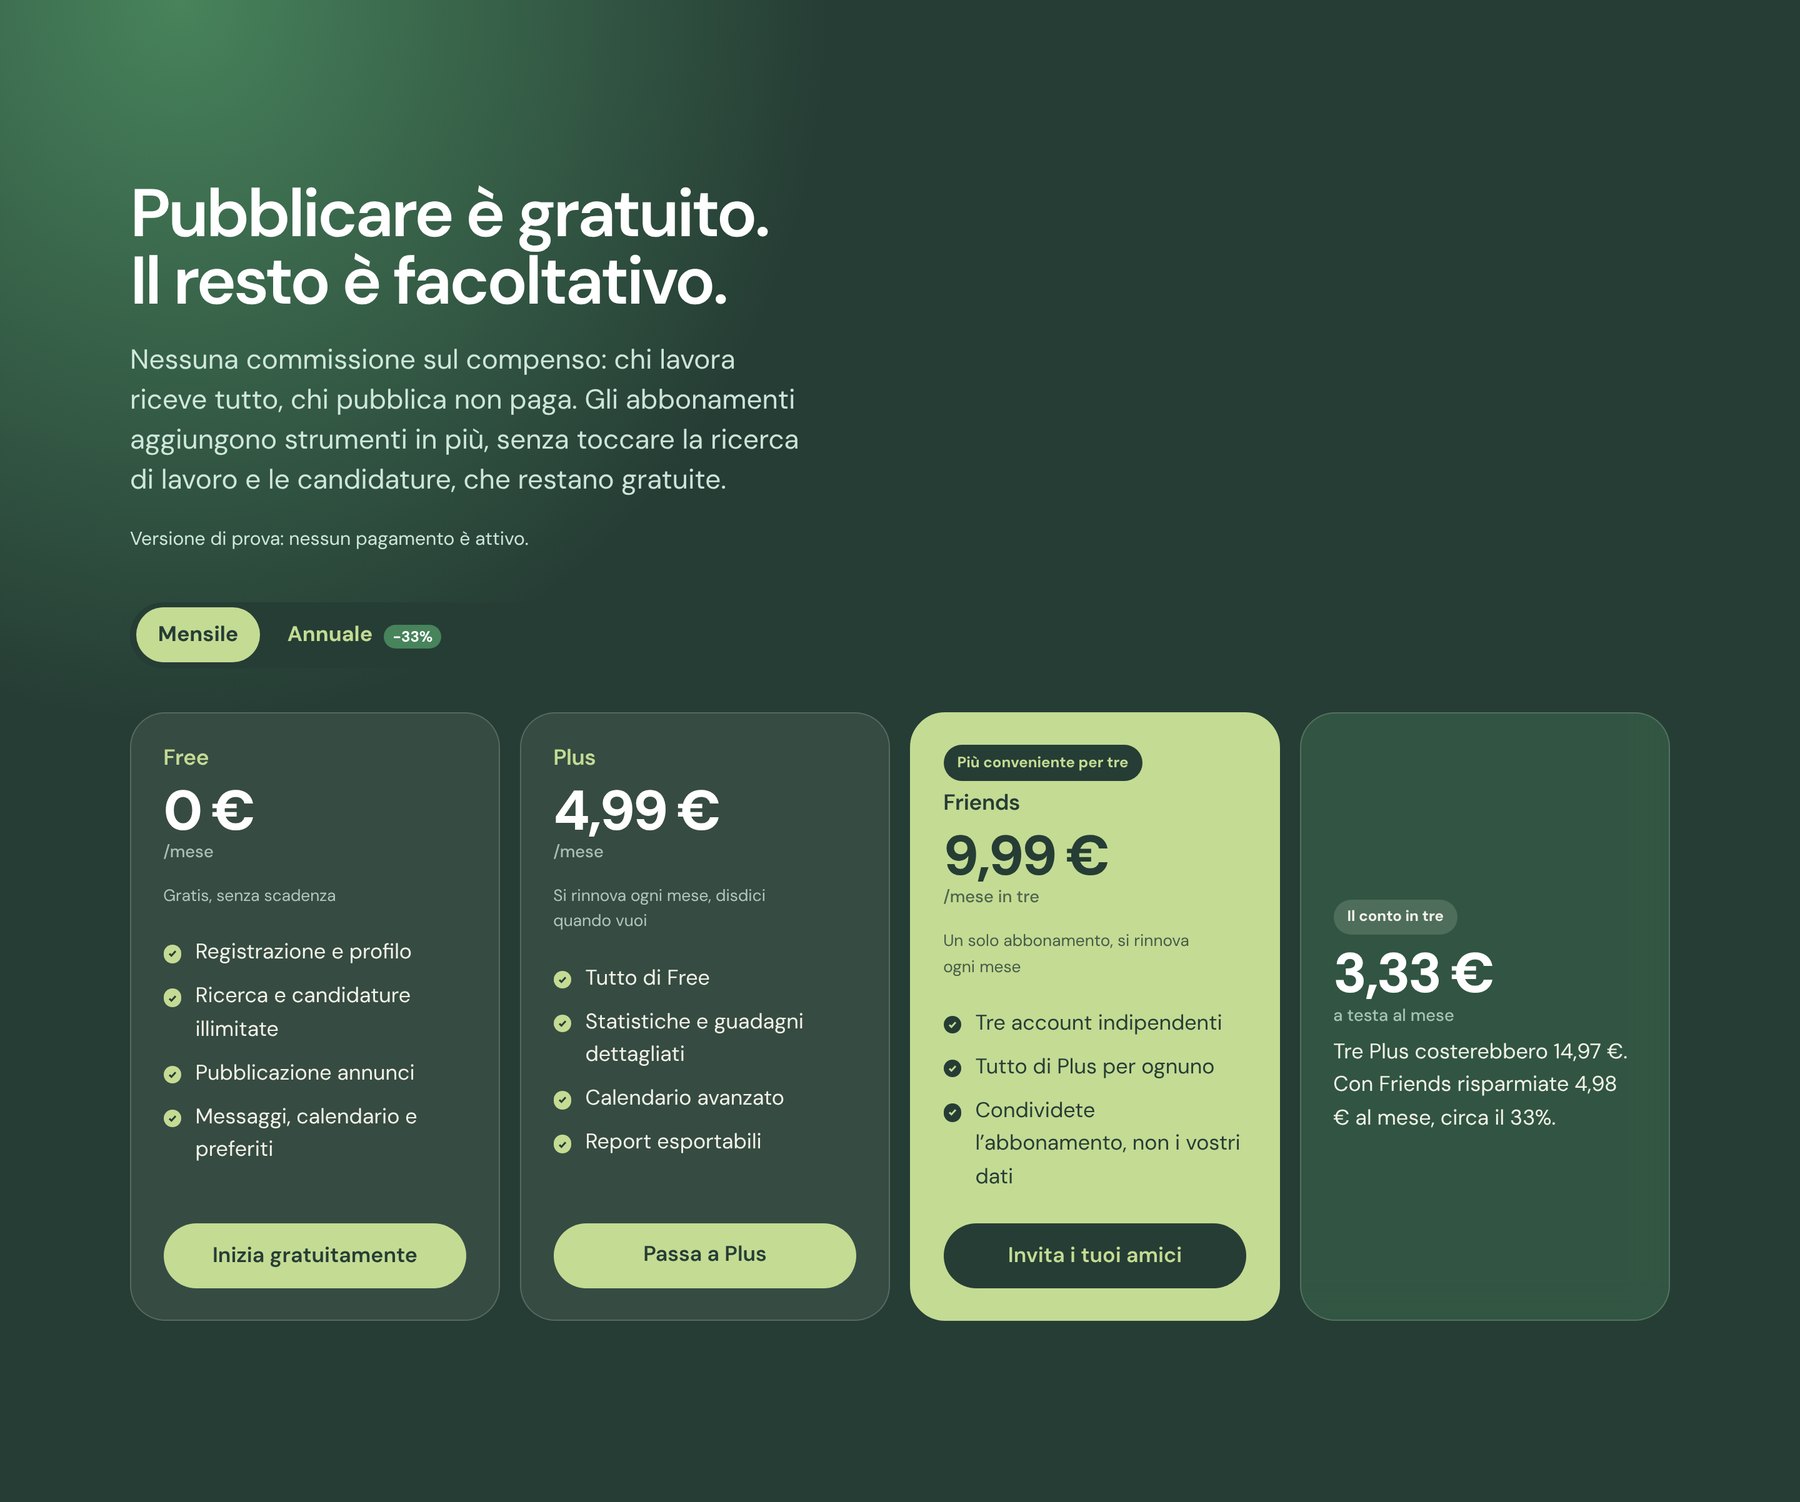 Pubblicare è gratuito.
Il resto è facoltativo.
Nessuna commissione sul compenso: chi lavora
riceve tutto, chi pubblica non paga. Gli abbonamenti
aggiungono strumenti in più, senza toccare la ricerca
di lavoro e le candidature, che restano gratuite.
Versione di prova: nessun pagamento è attivo.
Mensile
Annuale
-33%
Free
0 €
/mese
Gratis, senza scadenza
Registrazione e profilo
Ricerca e candidature
illimitate
Pubblicazione annunci
Messaggi, calendario e
preferiti
Inizia gratuitamente
Plus
4,99 €
/mese
Si rinnova ogni mese, disdici
quando vuoi
Tutto di Free
Statistiche e guadagni
dettagliati
Calendario avanzato
Report esportabili
Passa a Plus
Più conveniente per tre
Friends
9,99 €
/mese in tre
Un solo abbonamento, si rinnova
ogni mese
Tre account indipendenti
Tutto di Plus per ognuno
Condividete
l’abbonamento, non i vostri
dati
Invita i tuoi amici
Il conto in tre
3,33 €
a testa al mese
Tre Plus costerebbero 14,97 €.
Con Friends risparmiate 4,98
€ al mese, circa il 33%.